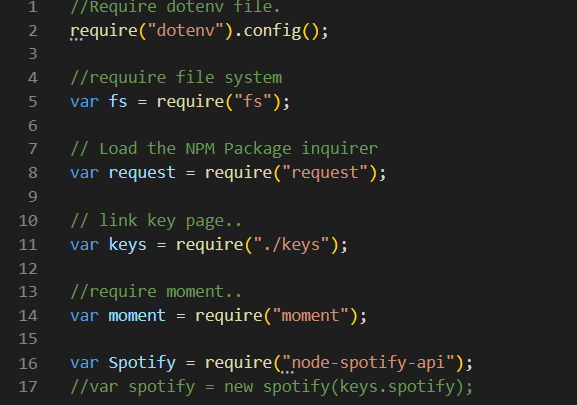 1 //Require dotenv file.
2 require("dotenv").config();
3
4 //requuire file system
5 var fs = require("fs");
6
7 // Load the NPM Package inquirer
8 var request = require("request");
9
10 // link key page..
11 var keys = require("./keys");
12
13 //require moment..
14 var moment = require("moment");
15
16 var Spotify = require("node-spotify-api");
17 //var spotify = new spotify(keys.spotify);